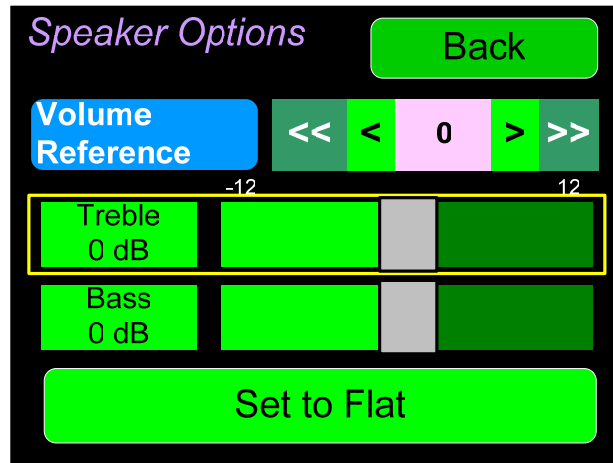 Speaker Options
Back
Volume
Reference
<< < 0 > >>
-12 12
Treble
0 dB
Bass
0 dB
Set to Flat